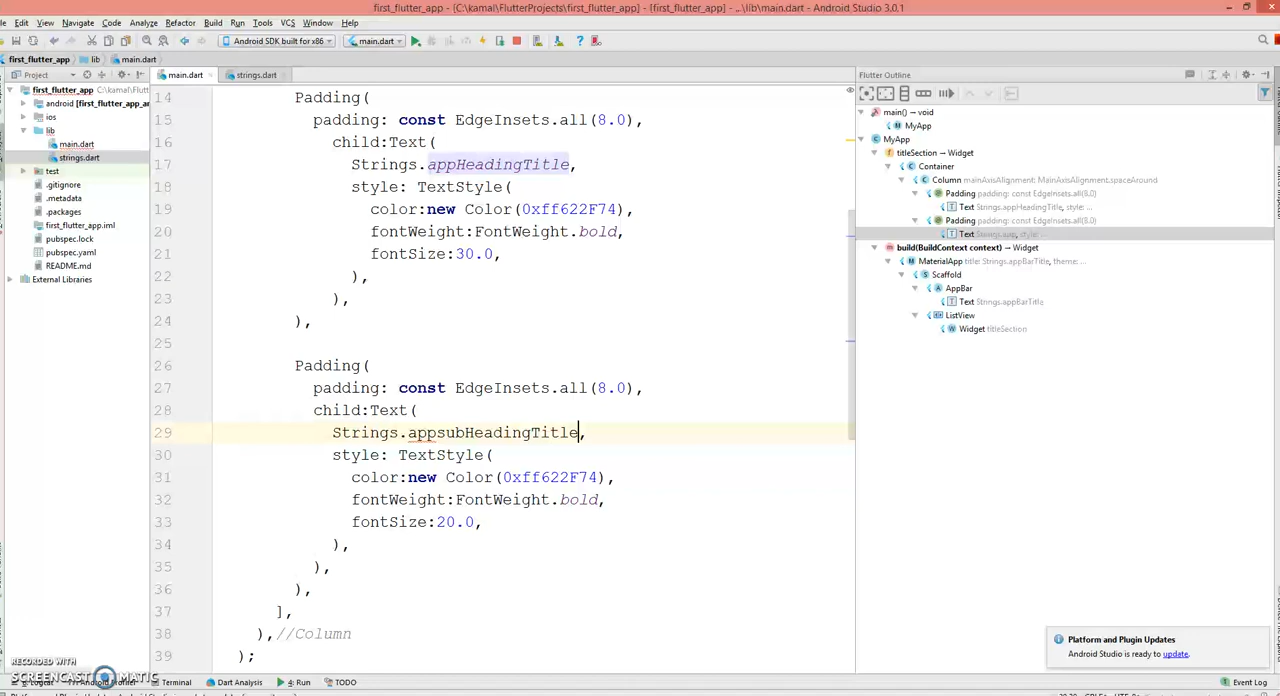 first_flutter_app - [C:\kamal\FlutterProjects\first_flutter_app] - [first_flutter_app] - ...\lib\main.dart - Android Studio 3.0.1
Edit View Navigate Code Analyze Refactor Build Run Tools VCS Window Help
Android SDK built for x86 main.dart
first_flutter_app lib main.dart
Project main.dart strings.dart Flutter Outline
first_flutter_app C:\kamal\Flutt
android [first_flutter_app_ar
ios
lib
main.dart
strings.dart
test
.gitignore
.metadata
.packages
first_flutter_app.iml
pubspec.lock
pubspec.yaml
README.md
External Libraries
14 Padding(
15 padding: const EdgeInsets.all(8.0),
16 child:Text(
17 Strings.appHeadingTitle,
18 style: TextStyle(
19 color:new Color(0xff622F74),
20 fontWeight:FontWeight.bold,
21 fontSize:30.0,
22 ),
23 ),
24 ),
25
26 Padding(
27 padding: const EdgeInsets.all(8.0),
28 child:Text(
29 Strings.appsubHeadingTitle,
30 style: TextStyle(
31 color:new Color(0xff622F74),
32 fontWeight:FontWeight.bold,
33 fontSize:20.0,
34 ),
35 ),
36 ),
37 ],
38 ),//Column
39 );
main() → void
MyApp
MyApp
titleSection → Widget
Container
Column mainAxisAlignment: MainAxisAlignment.spaceAround
Padding padding: const EdgeInsets.all(8.0)
Text Strings.appHeadingTitle, style: ...
Padding padding: const EdgeInsets.all(8.0)
Text Strings.app, style: ...
build(BuildContext context) → Widget
MaterialApp title: Strings.appBarTitle, theme: ...
Scaffold
AppBar
Text Strings.appBarTitle
ListView
Widget titleSection
Platform and Plugin Updates
Android Studio is ready to update.
RECORDED WITH
SCREENCAST MATIC
Terminal Dart Analysis 4: Run TODO Event Log